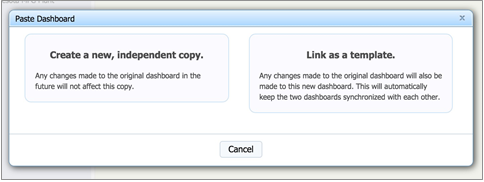 Paste Dashboard
x
Create a new, independent copy.
Any changes made to the original dashboard in the
future will not affect this copy.
Link as a template.
Any changes made to the original dashboard will also be
made to this new dashboard. This will automatically
keep the two dashboards synchronized with each other.
Cancel